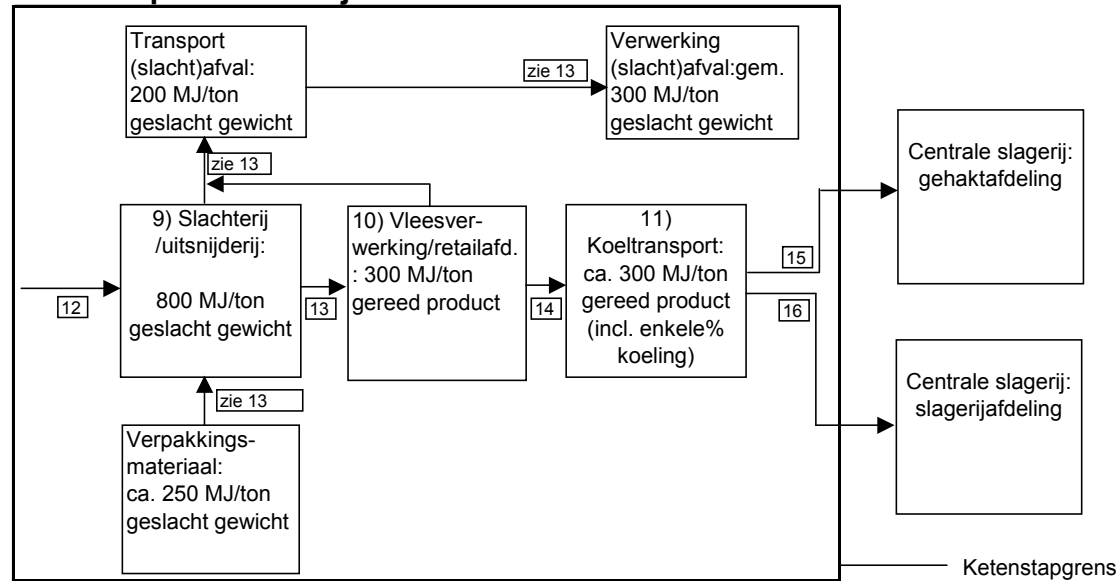 Transport
(slacht)afval:
200 MJ/ton
geslacht gewicht
zie 13
Verwerking
(slacht)afval:gem.
300 MJ/ton
geslacht gewicht
zie 13
Centrale slagerij:
gehaktafdeling
12
9) Slachterij
/uitsnijderij:
800 MJ/ton
geslacht gewicht
13
10) Vleesver-
werking/retailafd.
: 300 MJ/ton
gereed product
14
11)
Koeltransport:
ca. 300 MJ/ton
gereed product
(incl. enkele%
koeling)
15
16
Centrale slagerij:
slagerijafdeling
zie 13
Verpakkings-
materiaal:
ca. 250 MJ/ton
geslacht gewicht
Ketenstapgrens